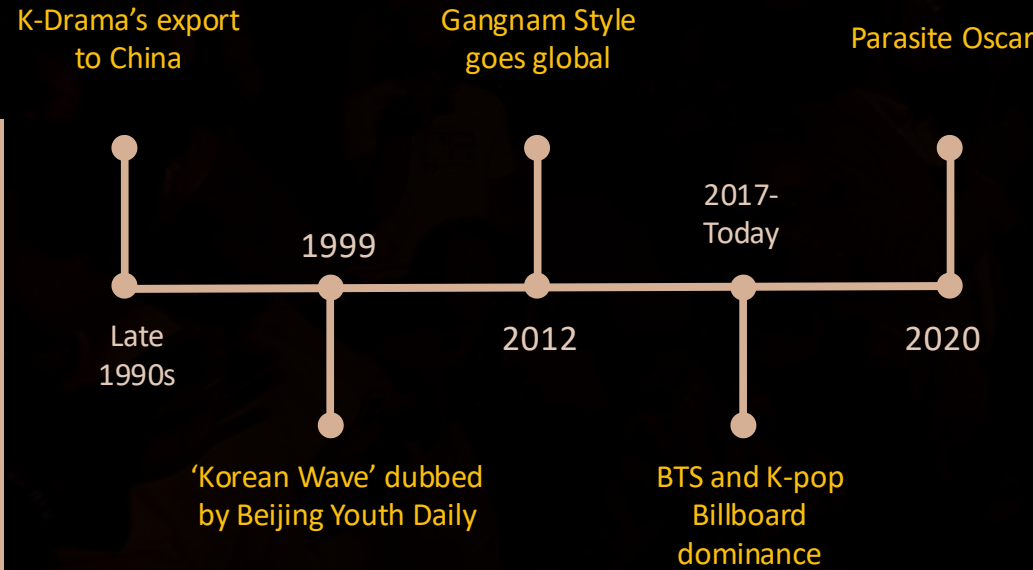 K-Drama's export
to China
Late
1990s
1999
‘Korean Wave’ dubbed
by Beijing Youth Daily
Gangnam Style
goes global
2012
2017-
Today
BTS and K-pop
Billboard
dominance
Parasite Oscar
2020